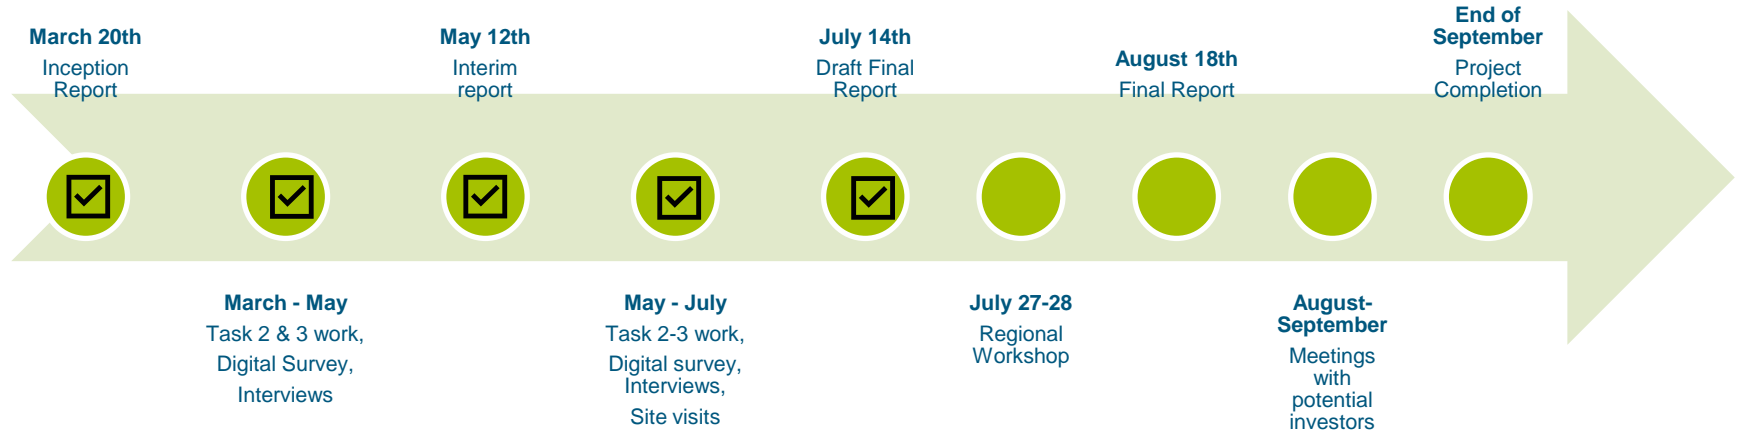 March 20th
Inception
Report
May 12th
Interim
report
July 14th
Draft Final
Report
August 18th
Final Report
End of
September
Project
Completion
March - May
Task 2 & 3 work,
Digital Survey,
Interviews
May - July
Task 2-3 work,
Digital survey,
Interviews,
Site visits
July 27-28
Regional
Workshop
August-
September
Meetings
with
potential
investors